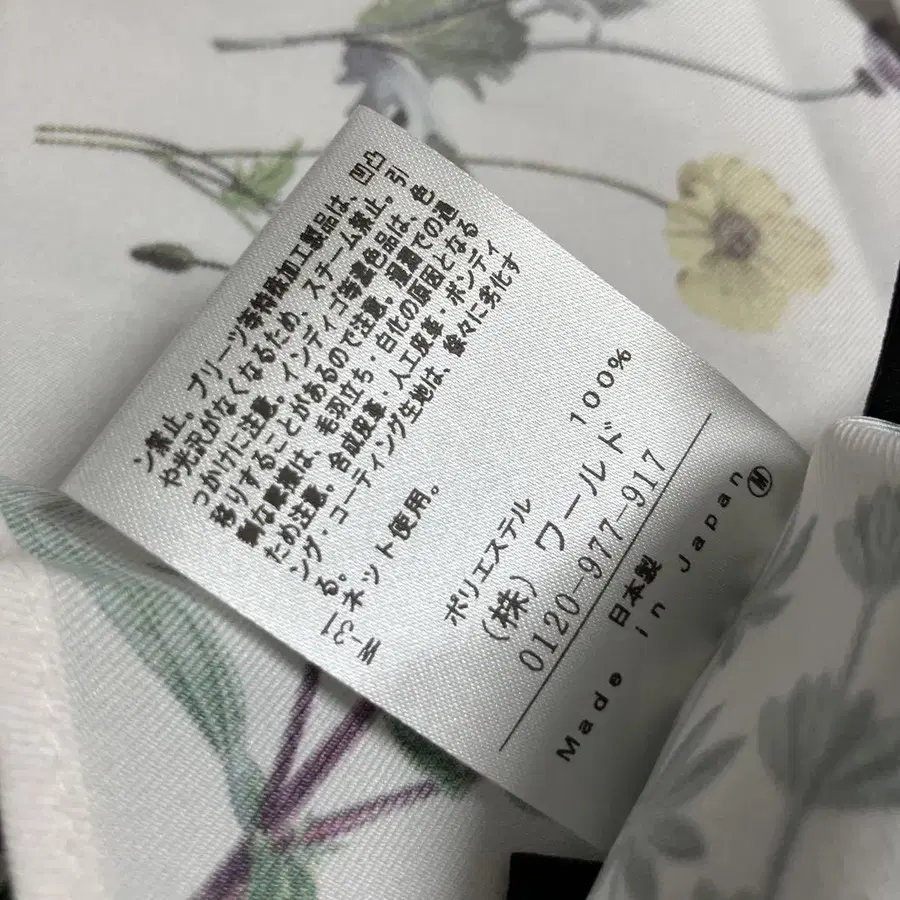 ン禁止。プリーツ等特殊加工製品は、凹凸
や光沢がなくなるため、スチーム禁止。引
っかけに注意。インディゴ等濃色品は、色
移りすることがあるので注意。湿潤での過
剰な摩擦は、毛羽立ち・白化の原因となる
ため注意。合成皮革・人工皮革・ボンディ
ング・コーティング生地は、徐々に劣化す
る。
ネット使用。
W-31
ポリエステル 100%
(株) ワールド
0120-977-917
日本製
Made in Japan M